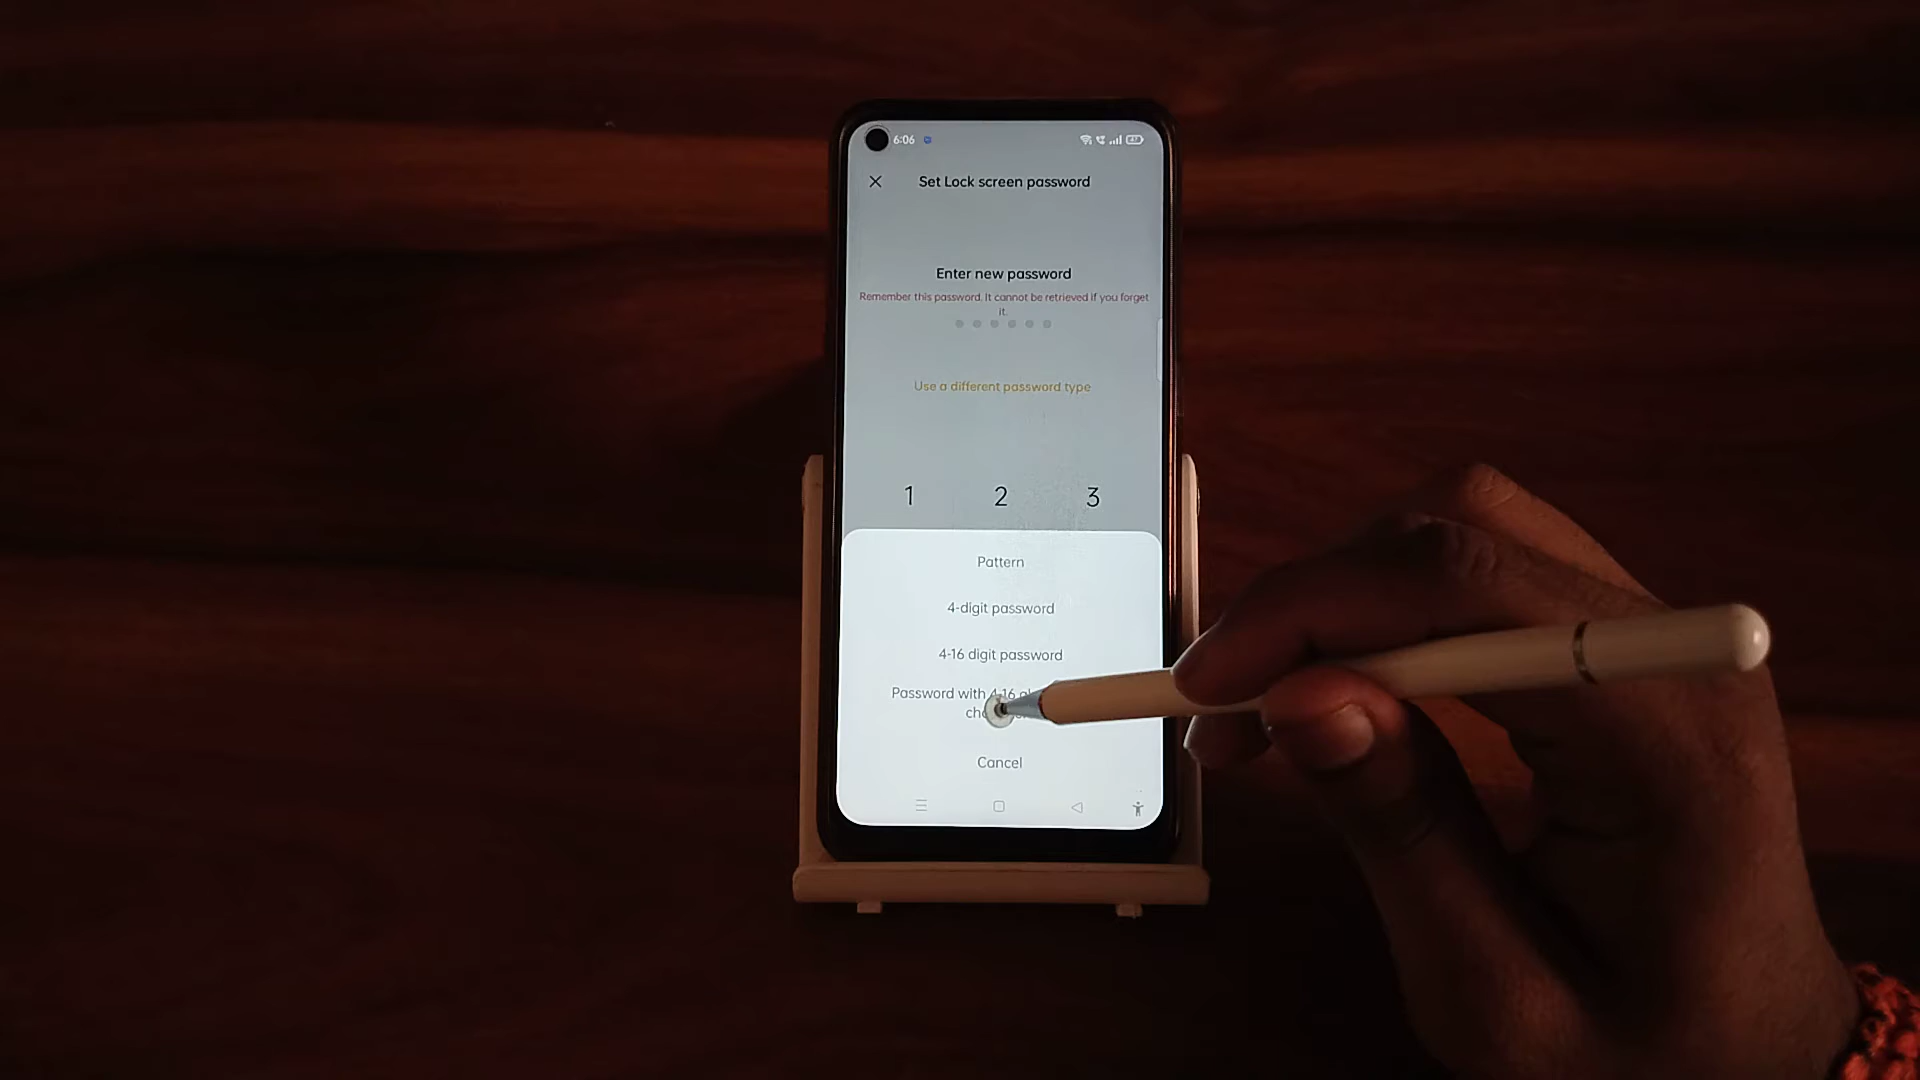 6:06
Set Lock screen password
Enter new password
Remember this password. It cannot be retrieved if you forget
it.
Use a different password type
1 2 3
Pattern
4-digit password
4-16 digit password
Password with 4-16
Cancel